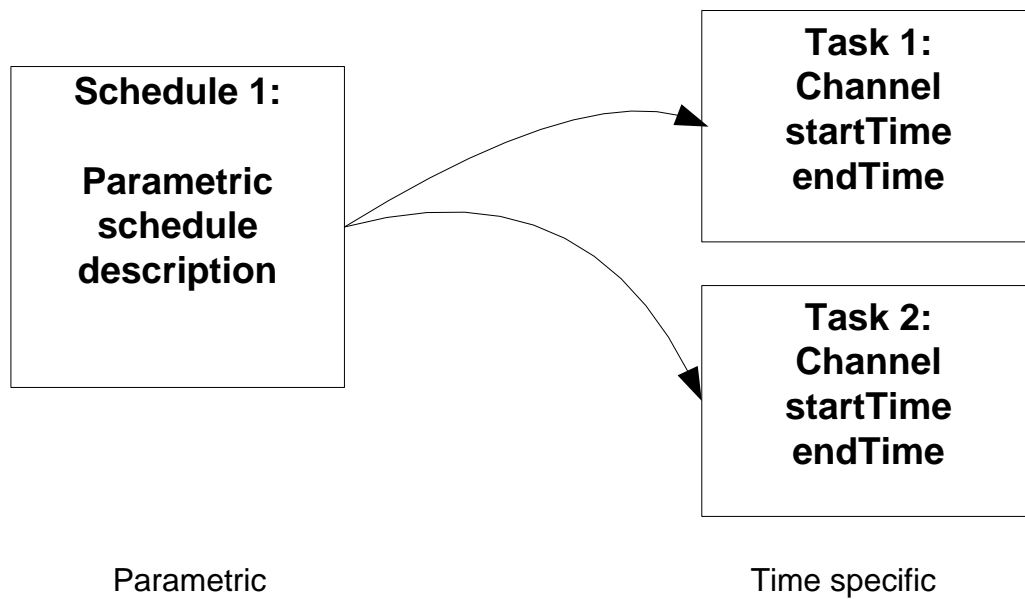 Schedule 1:
Parametric
schedule
description
Task 1:
Channel
startTime
endTime
Task 2:
Channel
startTime
endTime
Parametric
Time specific